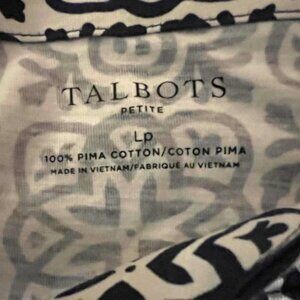 TALBOTS
PETITE
Lp
100% PIMA COTTON/COTON PIMA
MADE IN VIETNAM/FABRIQUÉ AU VIETNAM